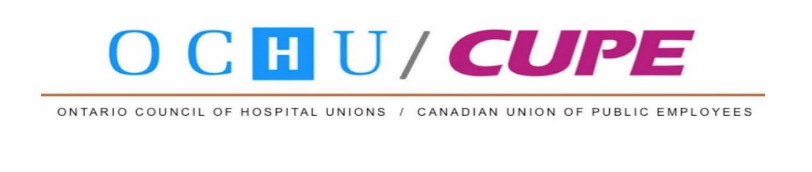 OCHU/CUPE
ONTARIO COUNCIL OF HOSPITAL UNIONS / CANADIAN UNION OF PUBLIC EMPLOYEES